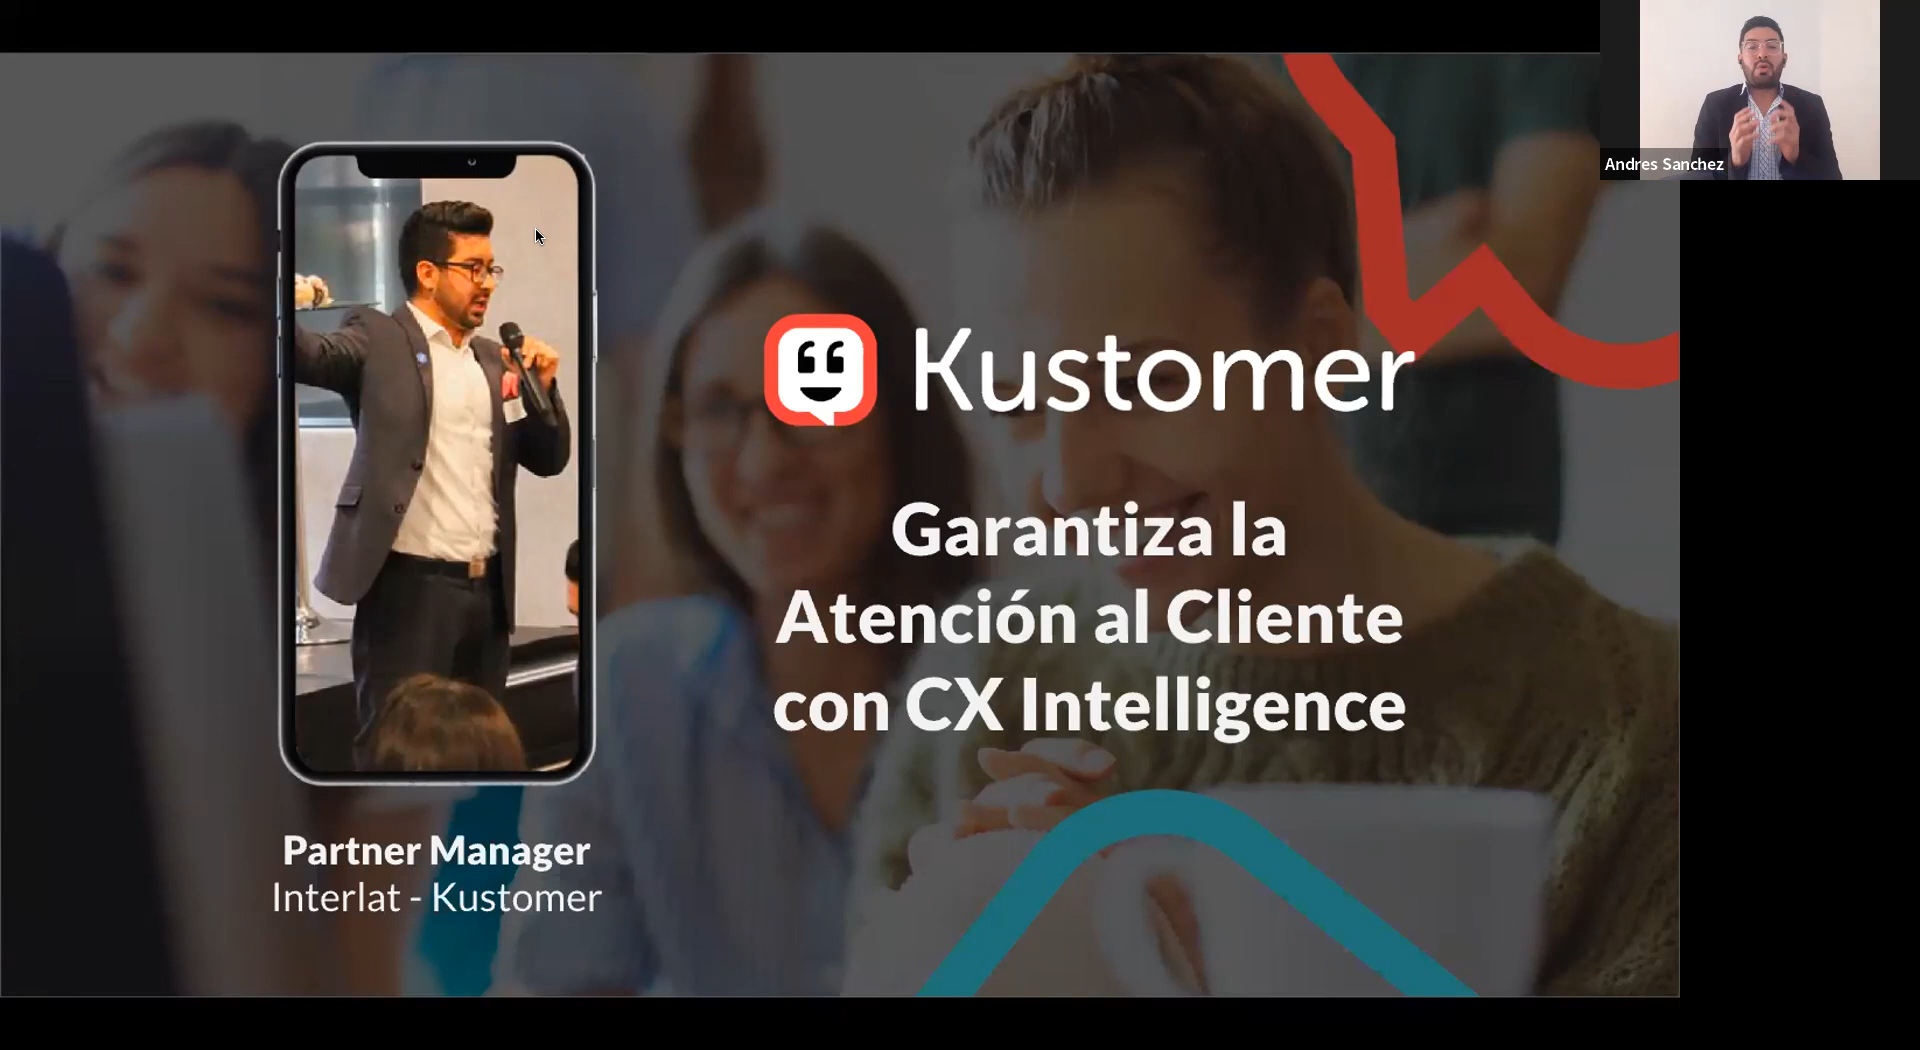 Andres Sanchez
Kustomer
Garantiza la
Atención al Cliente
con CX Intelligence
Partner Manager
Interlat - Kustomer